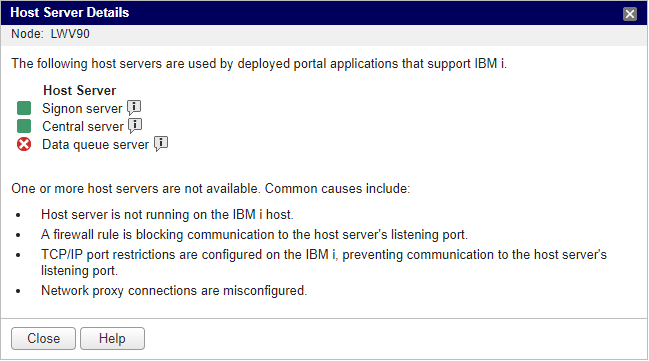 Host Server Details
Node: LWV90
The following host servers are used by deployed portal applications that support IBM i.
Host Server
Signon server
Central server
Data queue server
One or more host servers are not available. Common causes include:
• Host server is not running on the IBM i host.
• A firewall rule is blocking communication to the host server's listening port.
• TCP/IP port restrictions are configured on the IBM i, preventing communication to the host server's
listening port.
• Network proxy connections are misconfigured.
Close Help